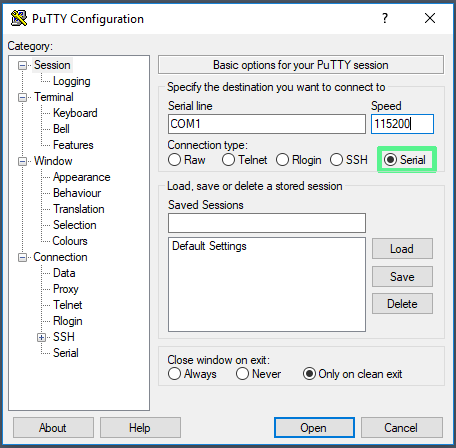 PuTTY Configuration
?
Category:
Session
Logging
Terminal
Keyboard
Bell
Features
Window
Appearance
Behaviour
Translation
Selection
Colours
Connection
Data
Proxy
Telnet
Rlogin
SSH
Serial
Basic options for your PuTTY session
Specify the destination you want to connect to
Serial line Speed
COM1 115200
Connection type:
Raw Telnet Rlogin SSH Serial
Load, save or delete a stored session
Saved Sessions
Default Settings
Load
Save
Delete
Close window on exit:
Always Never Only on clean exit
About Help Open Cancel